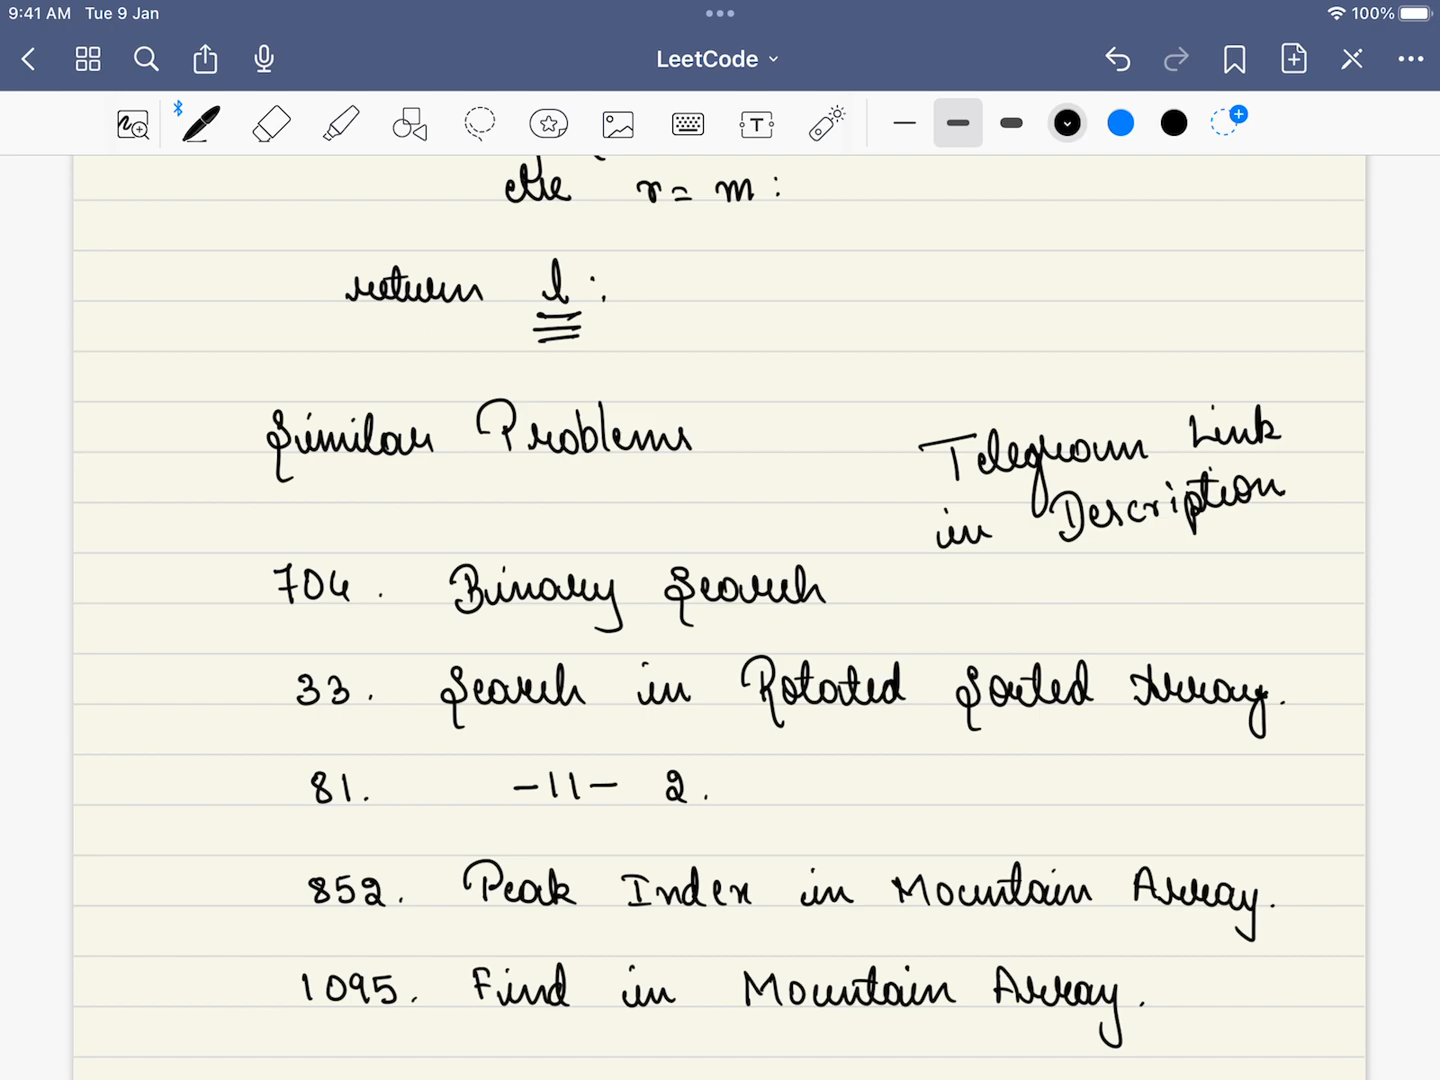 9:41 AM Tue 9 Jan
100%
LeetCode
T
else r = m ;
return l ;
Similar Problems
Telegram Link
in Description
704. Binary Search
33. Search in Rotated Sorted Array.
81. -11- 2.
852. Peak Index in Mountain Array.
1095. Find in Mountain Array.